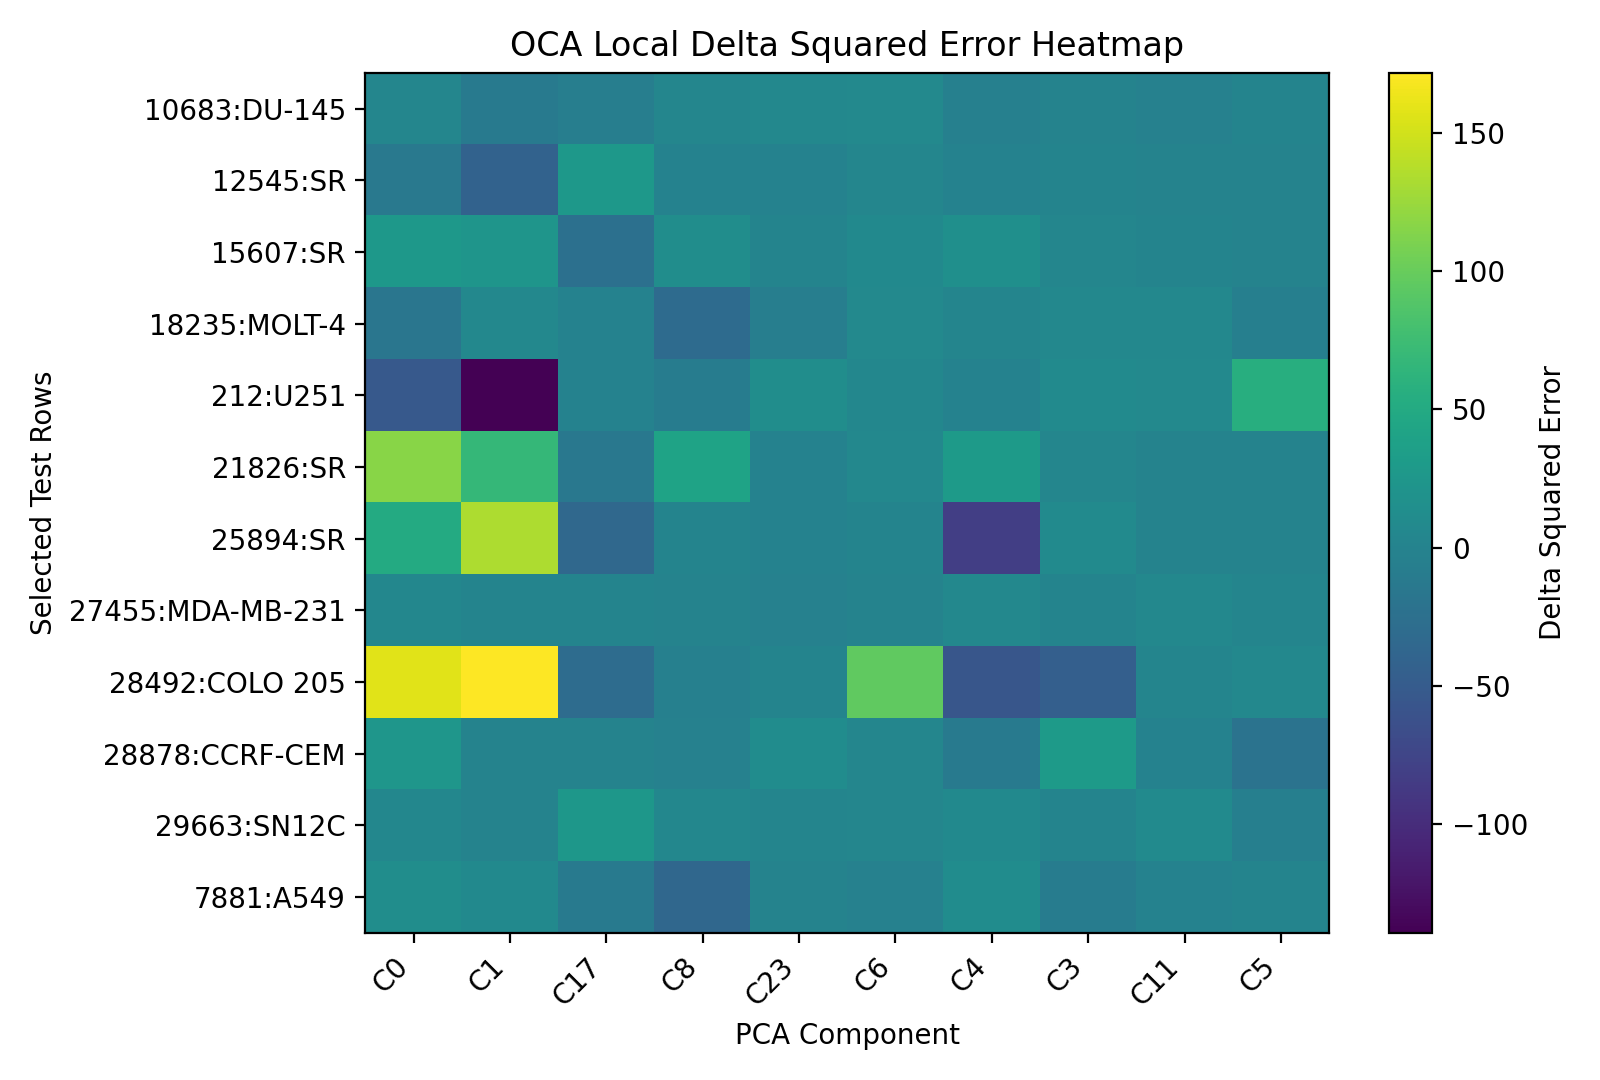 OCA Local Delta Squared Error Heatmap
10683:DU-145
12545:SR
15607:SR
18235:MOLT-4
212:U251
21826:SR
25894:SR
27455:MDA-MB-231
28492:COLO 205
28878:CCRF-CEM
29663:SN12C
7881:A549
Selected Test Rows
C0 C1 C17 C8 C23 C6 C4 C3 C11 C5
PCA Component
150
100
50
0
−50
−100
Delta Squared Error